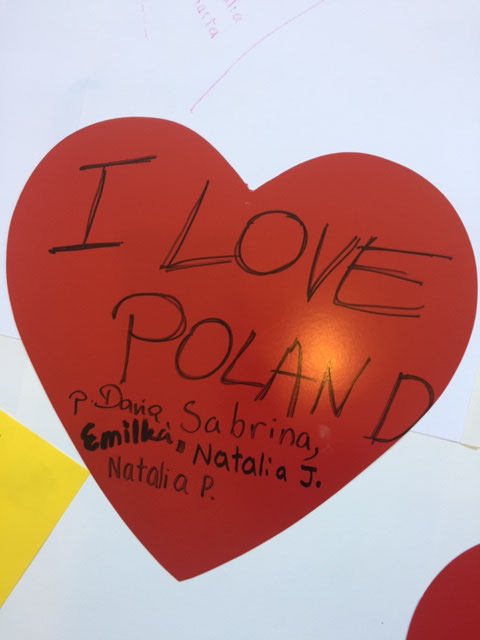 I LOVE
POLAND
p. Daria, Sabrina,
Emilka, Natalia J.
Natalia P.